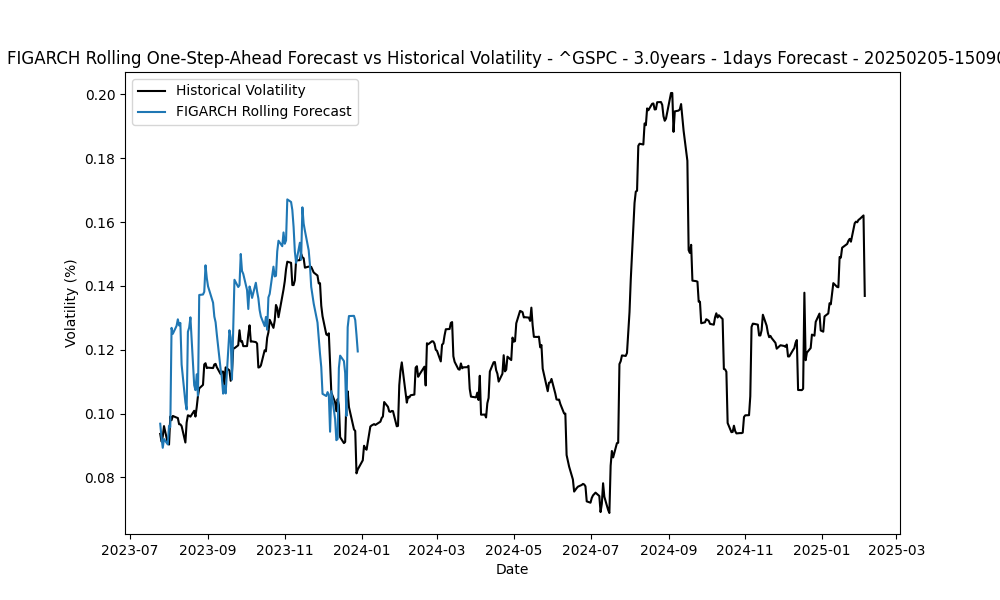 FIGARCH Rolling One-Step-Ahead Forecast vs Historical Volatility - ^GSPC - 3.0years - 1days Forecast - 20250205-15090
Historical Volatility
FIGARCH Rolling Forecast
Volatility (%)
0.20
0.18
0.16
0.14
0.12
0.10
0.08
2023-07 2023-09 2023-11 2024-01 2024-03 2024-05 2024-07 2024-09 2024-11 2025-01 2025-03
Date